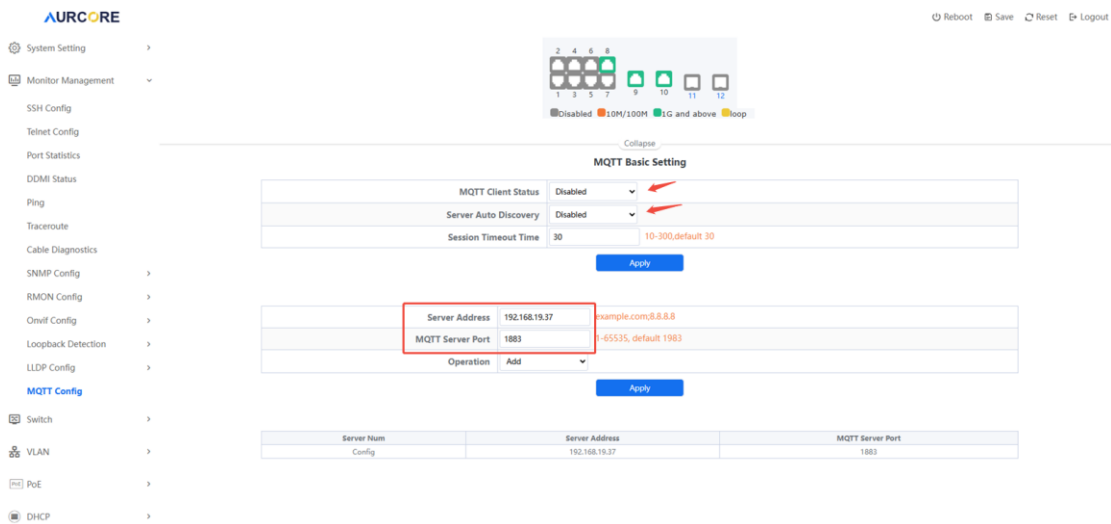 AURCORE
Reboot Save Reset Logout
System Setting
Monitor Management
SSH Config
Telnet Config
Port Statistics
DDMI Status
Ping
Traceroute
Cable Diagnostics
SNMP Config
RMON Config
Onvif Config
Loopback Detection
LLDP Config
MQTT Config
Switch
VLAN
PoE PoE
DHCP
2 4 6 8
1 3 5 7 9 10 11 12
Disabled 10M/100M 1G and above loop
Collapse
MQTT Basic Setting
MQTT Client Status Disabled
Server Auto Discovery Disabled
Session Timeout Time 30 10-300,default 30
Apply
Server Address 192.168.19.37 example.com;8.8.8.8
MQTT Server Port 1883 1-65535, default 1983
Operation Add
Apply
Server Num Server Address MQTT Server Port
Config 192.168.19.37 1883